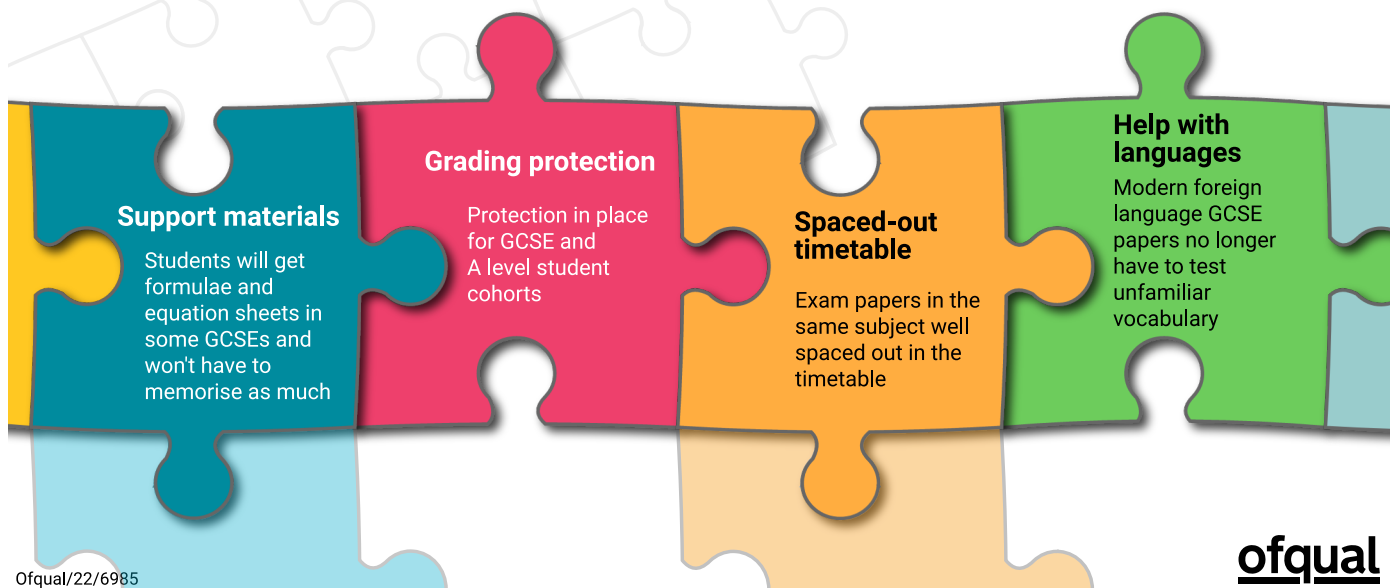 Support materials
Students will get
formulae and
equation sheets in
some GCSEs and
won't have to
memorise as much
Grading protection
Protection in place
for GCSE and
A level student
cohorts
Spaced-out
timetable
Exam papers in the
same subject well
spaced out in the
timetable
Help with
languages
Modern foreign
language GCSE
papers no longer
have to test
unfamiliar
vocabulary
Ofqual/22/6985
ofqual